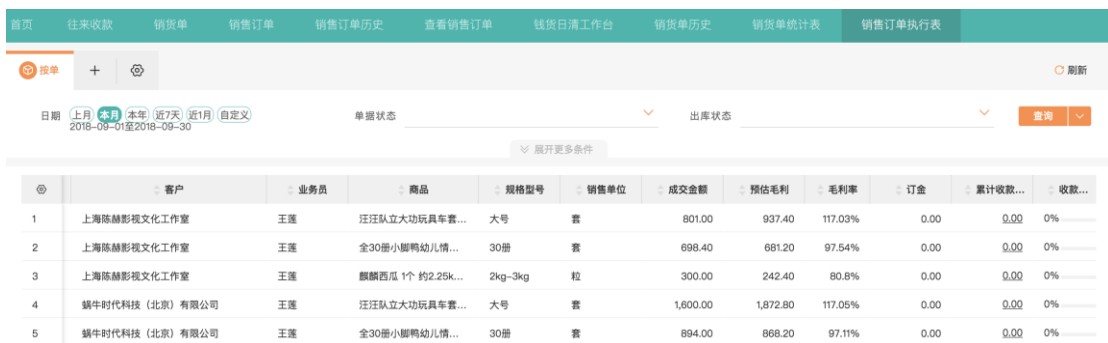 首页 往来收款 销货单 销售订单 销售订单历史 查看销售订单 钱货日清工作台 销货单历史 销货单统计表 销售订单执行表
按单 + 刷新
日期 上月 本月 本年 近7天 近1月 自定义 单据状态 出库状态 查询
2018-09-01至2018-09-30
展开更多条件
客户 业务员 商品 规格型号 销售单位 成交金额 预估毛利 毛利率 订金 累计收款... 收款...
1 上海陈赫影视文化工作室 王莲 汪汪队立大功玩具车套... 大号 套 801.00 937.40 117.03% 0.00 0.00 0%
2 上海陈赫影视文化工作室 王莲 全30册小脚鸭幼儿情... 30册 套 698.40 681.20 97.54% 0.00 0.00 0%
3 上海陈赫影视文化工作室 王莲 麒麟西瓜 1个 约2.25k... 2kg-3kg 粒 300.00 242.40 80.8% 0.00 0.00 0%
4 蜗牛时代科技（北京）有限公司 王莲 汪汪队立大功玩具车套... 大号 套 1,600.00 1,872.80 117.05% 0.00 0.00 0%
5 蜗牛时代科技（北京）有限公司 王莲 全30册小脚鸭幼儿情... 30册 套 894.00 868.20 97.11% 0.00 0.00 0%